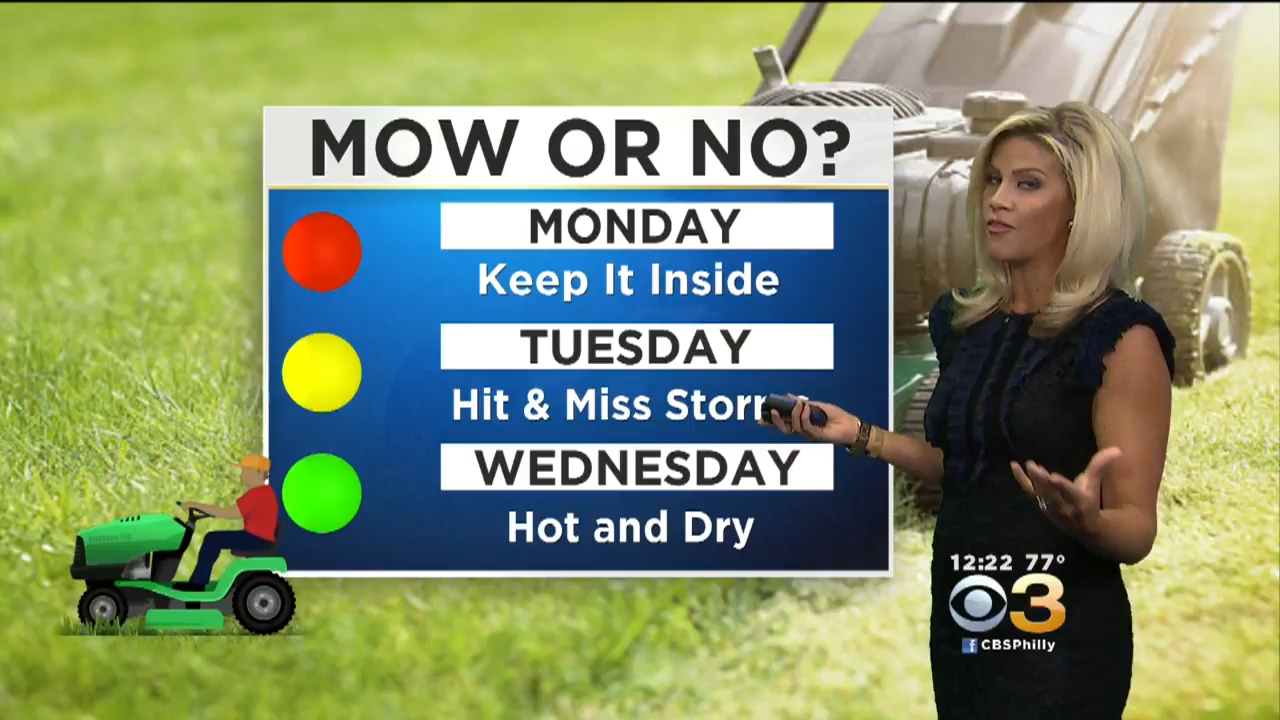 MOW OR NO?
MONDAY
Keep It Inside
TUESDAY
Hit & Miss Storms
WEDNESDAY
Hot and Dry
12:22 77°
3
f CBSPhilly